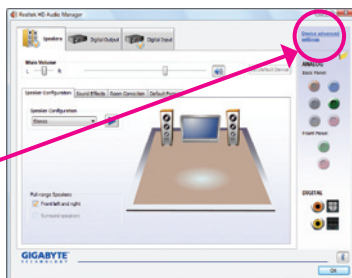 Realtek HD Audio Manager
Speakers
Digital Output
Digital Input
Device advanced
settings
Main Volume
L
R
Set Default Device
ANALOG
Back Panel
Speaker Configuration
Sound Effects
Room Correction
Default Format
Speaker Configuration
Stereo
Front Panel
Full-range Speakers
Front left and right
Surround speakers
DIGITAL
GIGABYTE
TECHNOLOGY
OK